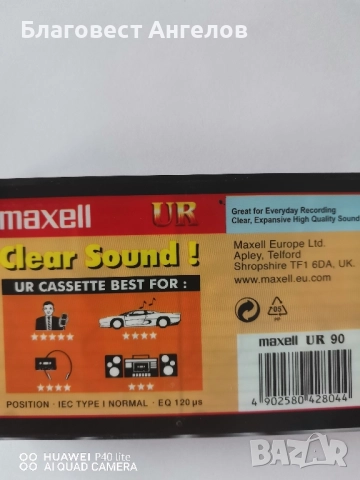 Благовест Ангелов
maxell UR
Clear Sound !
UR CASSETTE BEST FOR :
POSITION · IEC TYPE I NORMAL · EQ 120 µs
Great for Everyday Recording
Clear, Expansive High Quality Sound
Maxell Europe Ltd.
Apley, Telford
Shropshire TF1 6DA, UK.
www.maxell.eu.com
05
maxell UR 90
4 902580 428044
HUAWEI P40 lite
AI QUAD CAMERA
bazar